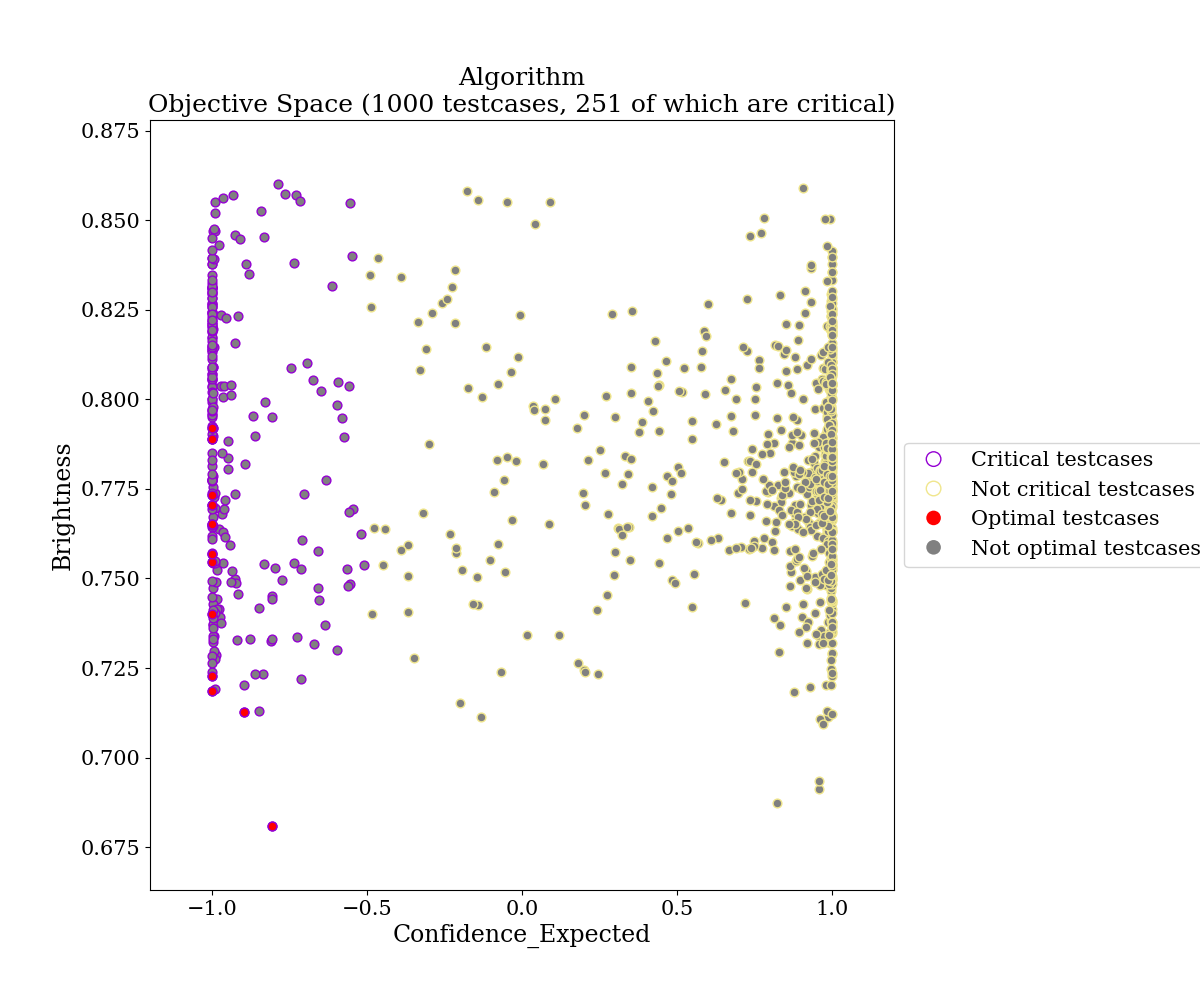 Algorithm
Objective Space (1000 testcases, 251 of which are critical)
0.875
0.850
0.825
0.800
0.775
0.750
0.725
0.700
0.675
Brightness
−1.0
−0.5
0.0
0.5
1.0
Confidence_Expected
Critical testcases
Not critical testcases
Optimal testcases
Not optimal testcases